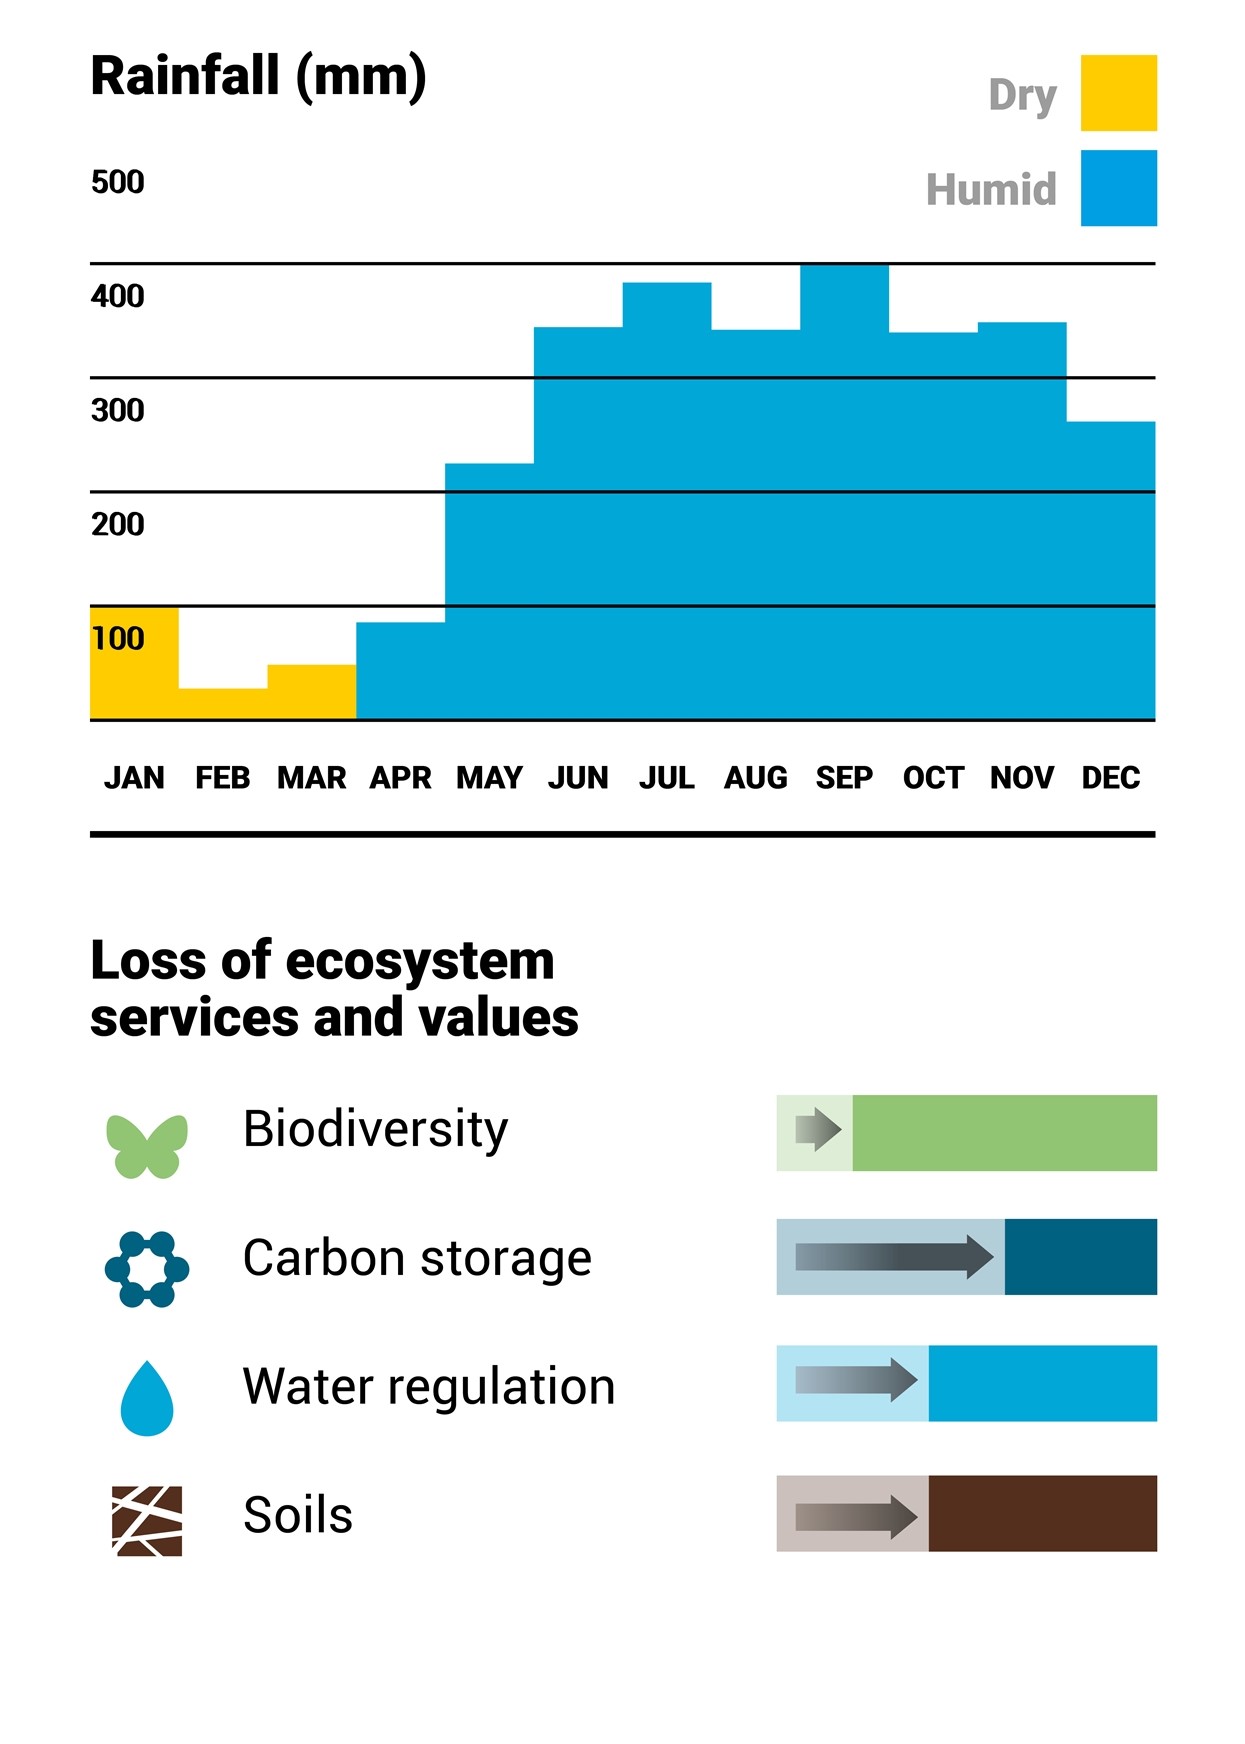 Rainfall (mm)
Dry
Humid
500
400
300
200
100
JAN FEB MAR APR MAY JUN JUL AUG SEP OCT NOV DEC
Loss of ecosystem
services and values
Biodiversity
Carbon storage
Water regulation
Soils